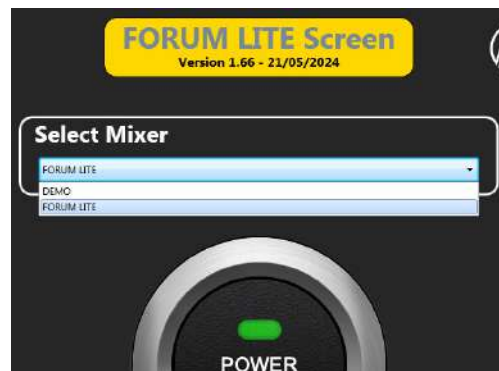 FORUM LITE Screen
Version 1.66 - 21/05/2024
Select Mixer
FORUM LITE
DEMO
FORUM LITE
POWER